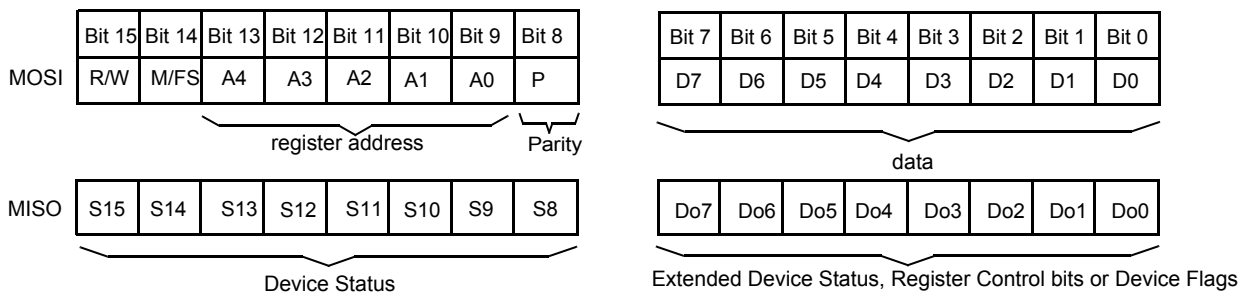 Bit 15 Bit 14 Bit 13 Bit 12 Bit 11 Bit 10 Bit 9 Bit 8 Bit 7 Bit 6 Bit 5 Bit 4 Bit 3 Bit 2 Bit 1 Bit 0
MOSI R/W M/FS A4 A3 A2 A1 A0 P D7 D6 D5 D4 D3 D2 D1 D0
register address Parity data
MISO S15 S14 S13 S12 S11 S10 S9 S8 Do7 Do6 Do5 Do4 Do3 Do2 Do1 Do0
Device Status Extended Device Status, Register Control bits or Device Flags